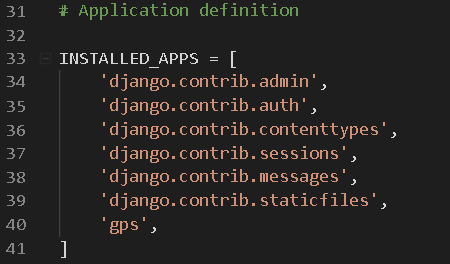 31 # Application definition
32
33 INSTALLED_APPS = [
34     'django.contrib.admin',
35     'django.contrib.auth',
36     'django.contrib.contenttypes',
37     'django.contrib.sessions',
38     'django.contrib.messages',
39     'django.contrib.staticfiles',
40     'gps',
41 ]